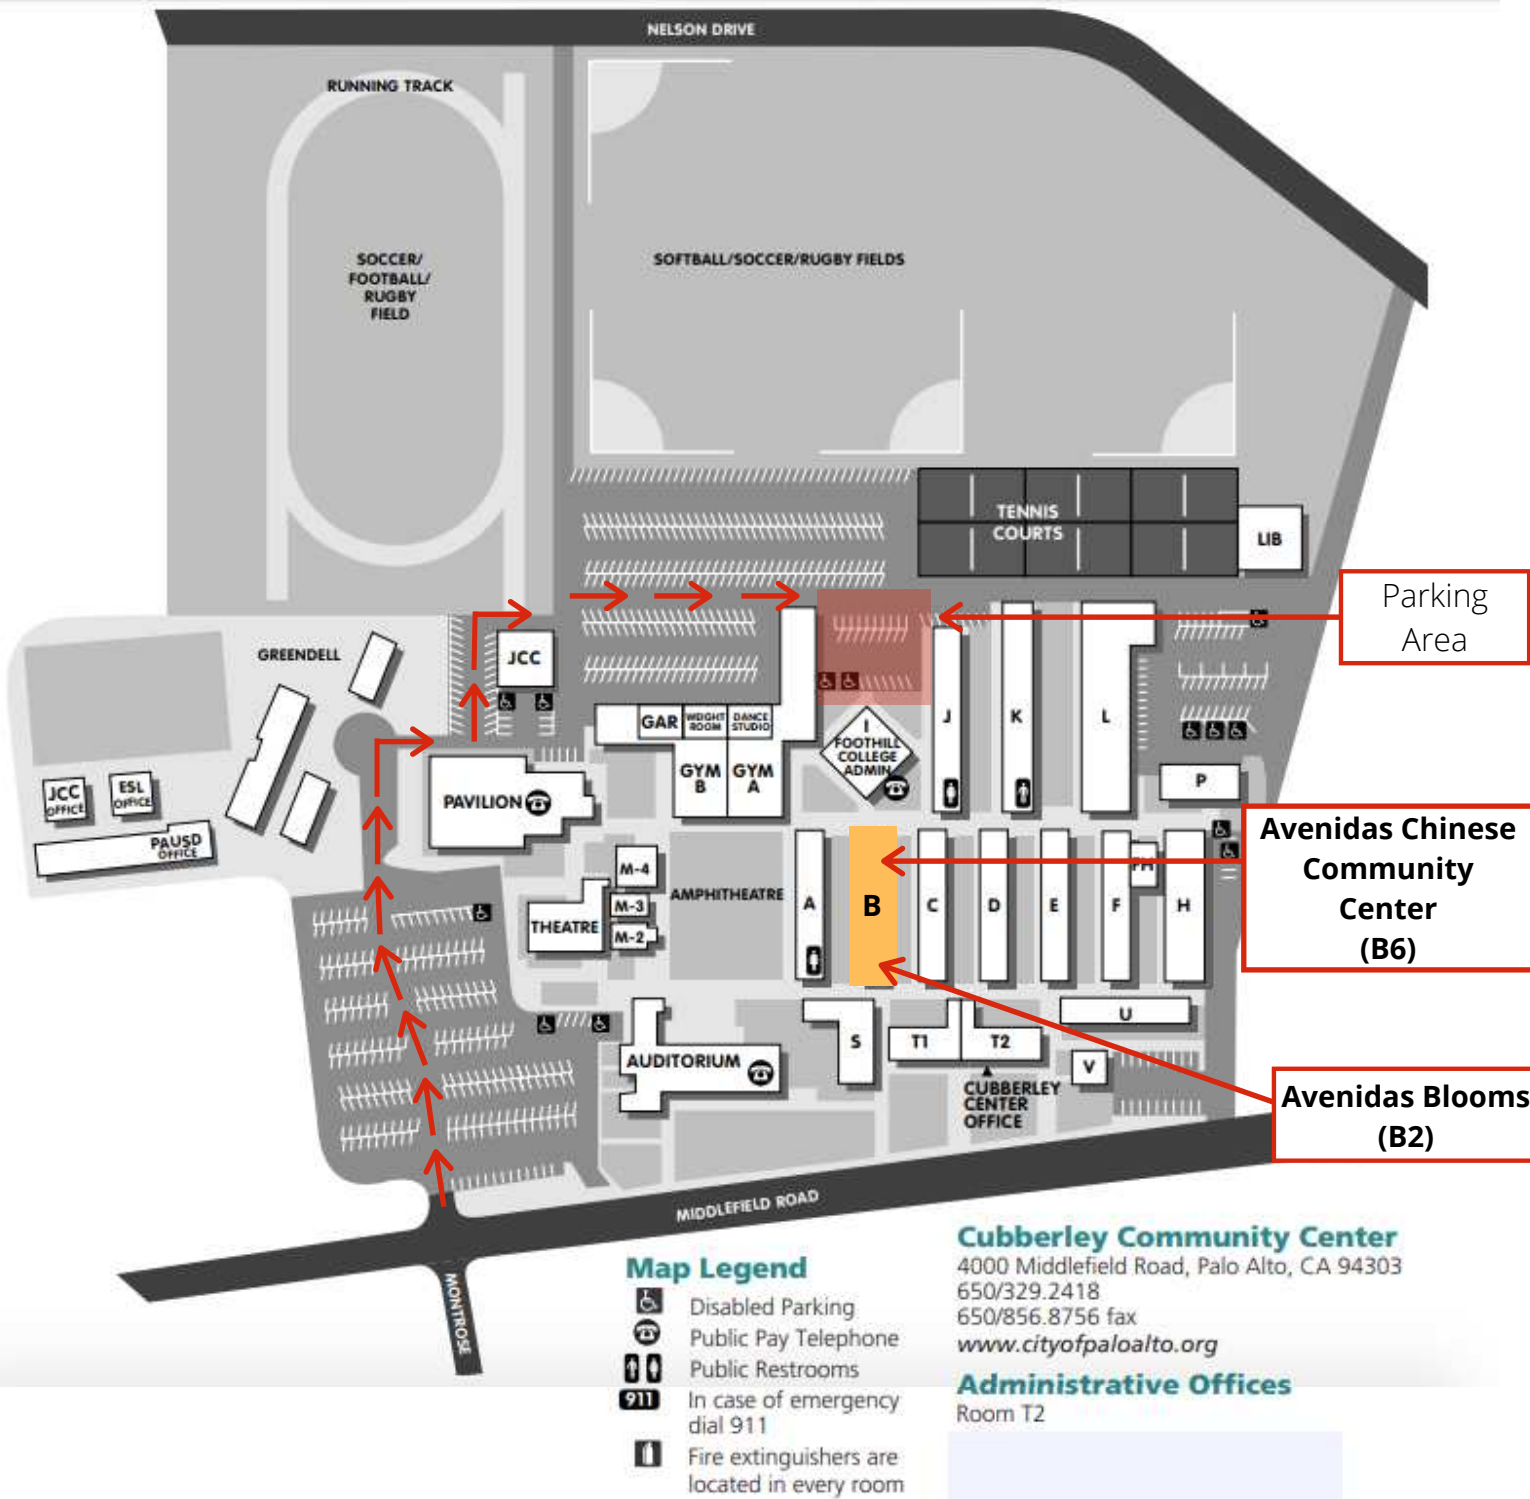 NELSON DRIVE
RUNNING TRACK
SOCCER/
FOOTBALL/
RUGBY
FIELD
SOFTBALL/SOCCER/RUGBY FIELDS
TENNIS
COURTS
LIB
Parking
Area
GREENDELL
JCC
JCC
OFFICE
ESL
OFFICE
PAUSD
OFFICE
PAVILION
GAR
WEIGHT
ROOM
DANCE
STUDIO
GYM
B
GYM
A
I
FOOTHILL
COLLEGE
ADMIN
J
K
L
P
Avenidas Chinese
Community
Center
(B6)
M-4
M-3
M-2
THEATRE
AMPHITHEATRE
A
B
C
D
E
F
FH
H
AUDITORIUM
S
T1
T2
U
V
CUBBERLEY
CENTER
OFFICE
Avenidas Blooms
(B2)
MIDDLEFIELD ROAD
MONTROSE
Map Legend
Disabled Parking
Public Pay Telephone
Public Restrooms
911 In case of emergency
dial 911
Fire extinguishers are
located in every room
Cubberley Community Center
4000 Middlefield Road, Palo Alto, CA 94303
650/329.2418
650/856.8756 fax
www.cityofpaloalto.org
Administrative Offices
Room T2